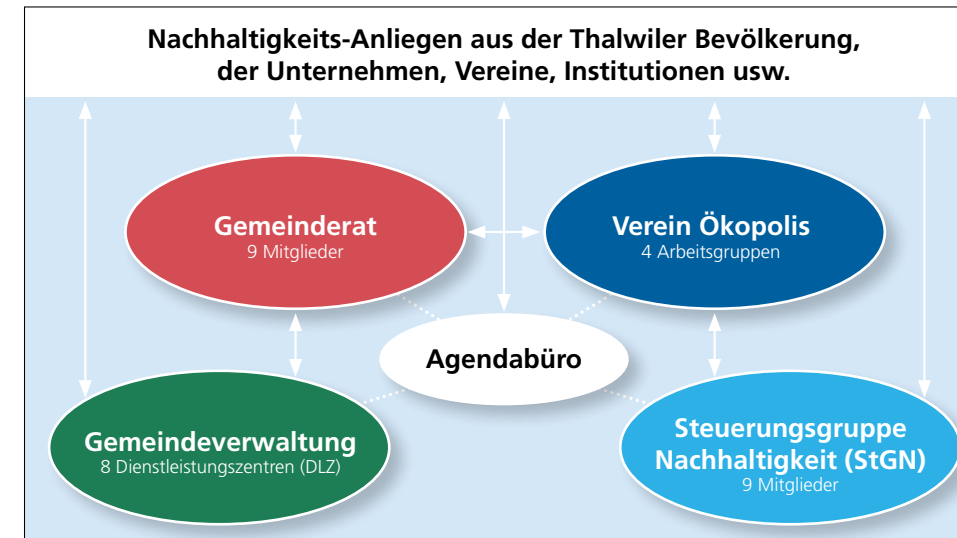 Nachhaltigkeits-Anliegen aus der Thalwiler Bevölkerung,
der Unternehmen, Vereine, Institutionen usw.
Gemeinderat
9 Mitglieder
Verein Ökopolis
4 Arbeitsgruppen
Agendabüro
Gemeindeverwaltung
8 Dienstleistungszentren (DLZ)
Steuerungsgruppe
Nachhaltigkeit (StGN)
9 Mitglieder